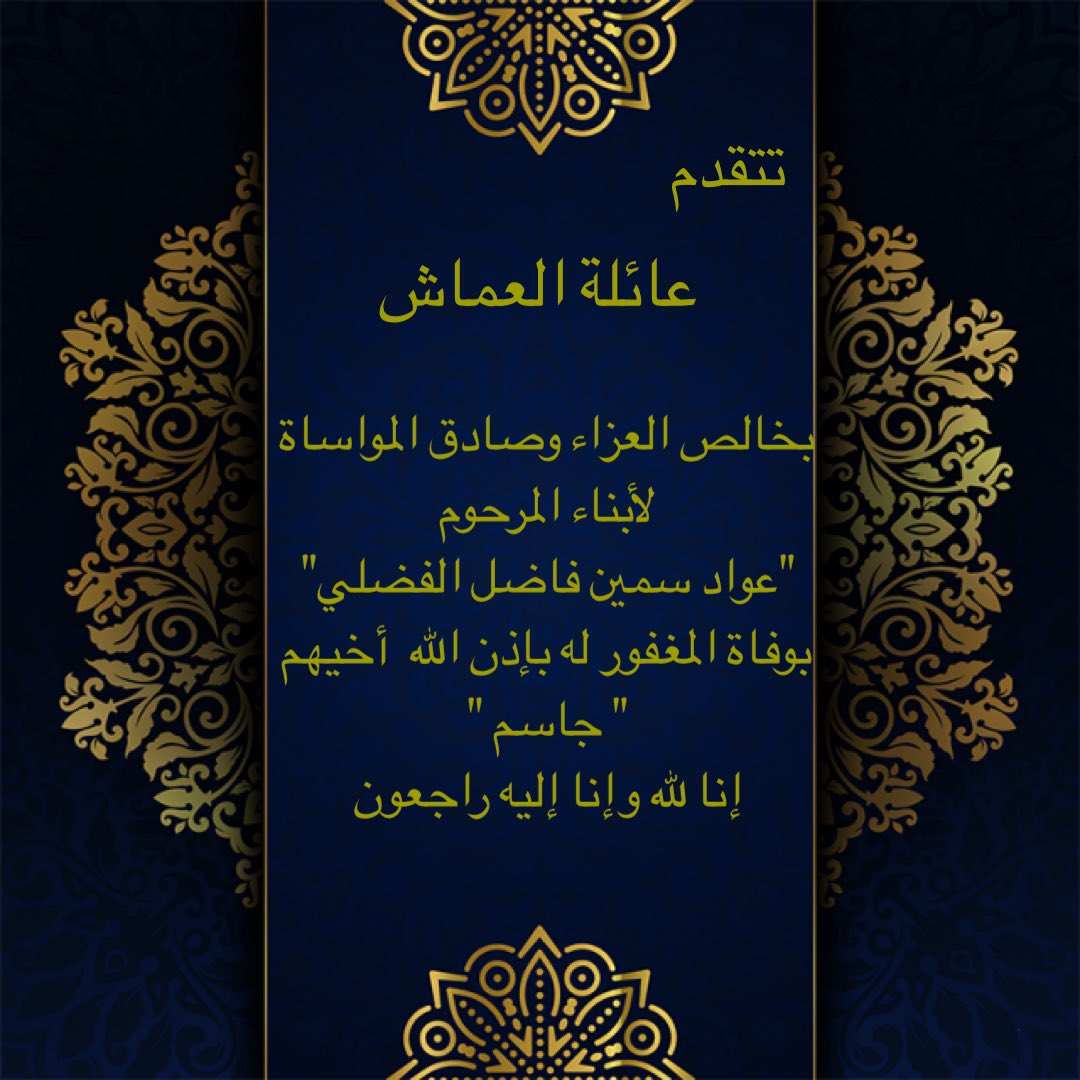 تتقدم
عائلة العماش
بخالص العزاء وصادق المواساة
لأبناء المرحوم
"عواد سمين فاضل الفضلي"
بوفاة المغفور له بإذن الله أخيهم
" جاسم "
إنا لله وإنا إليه راجعون